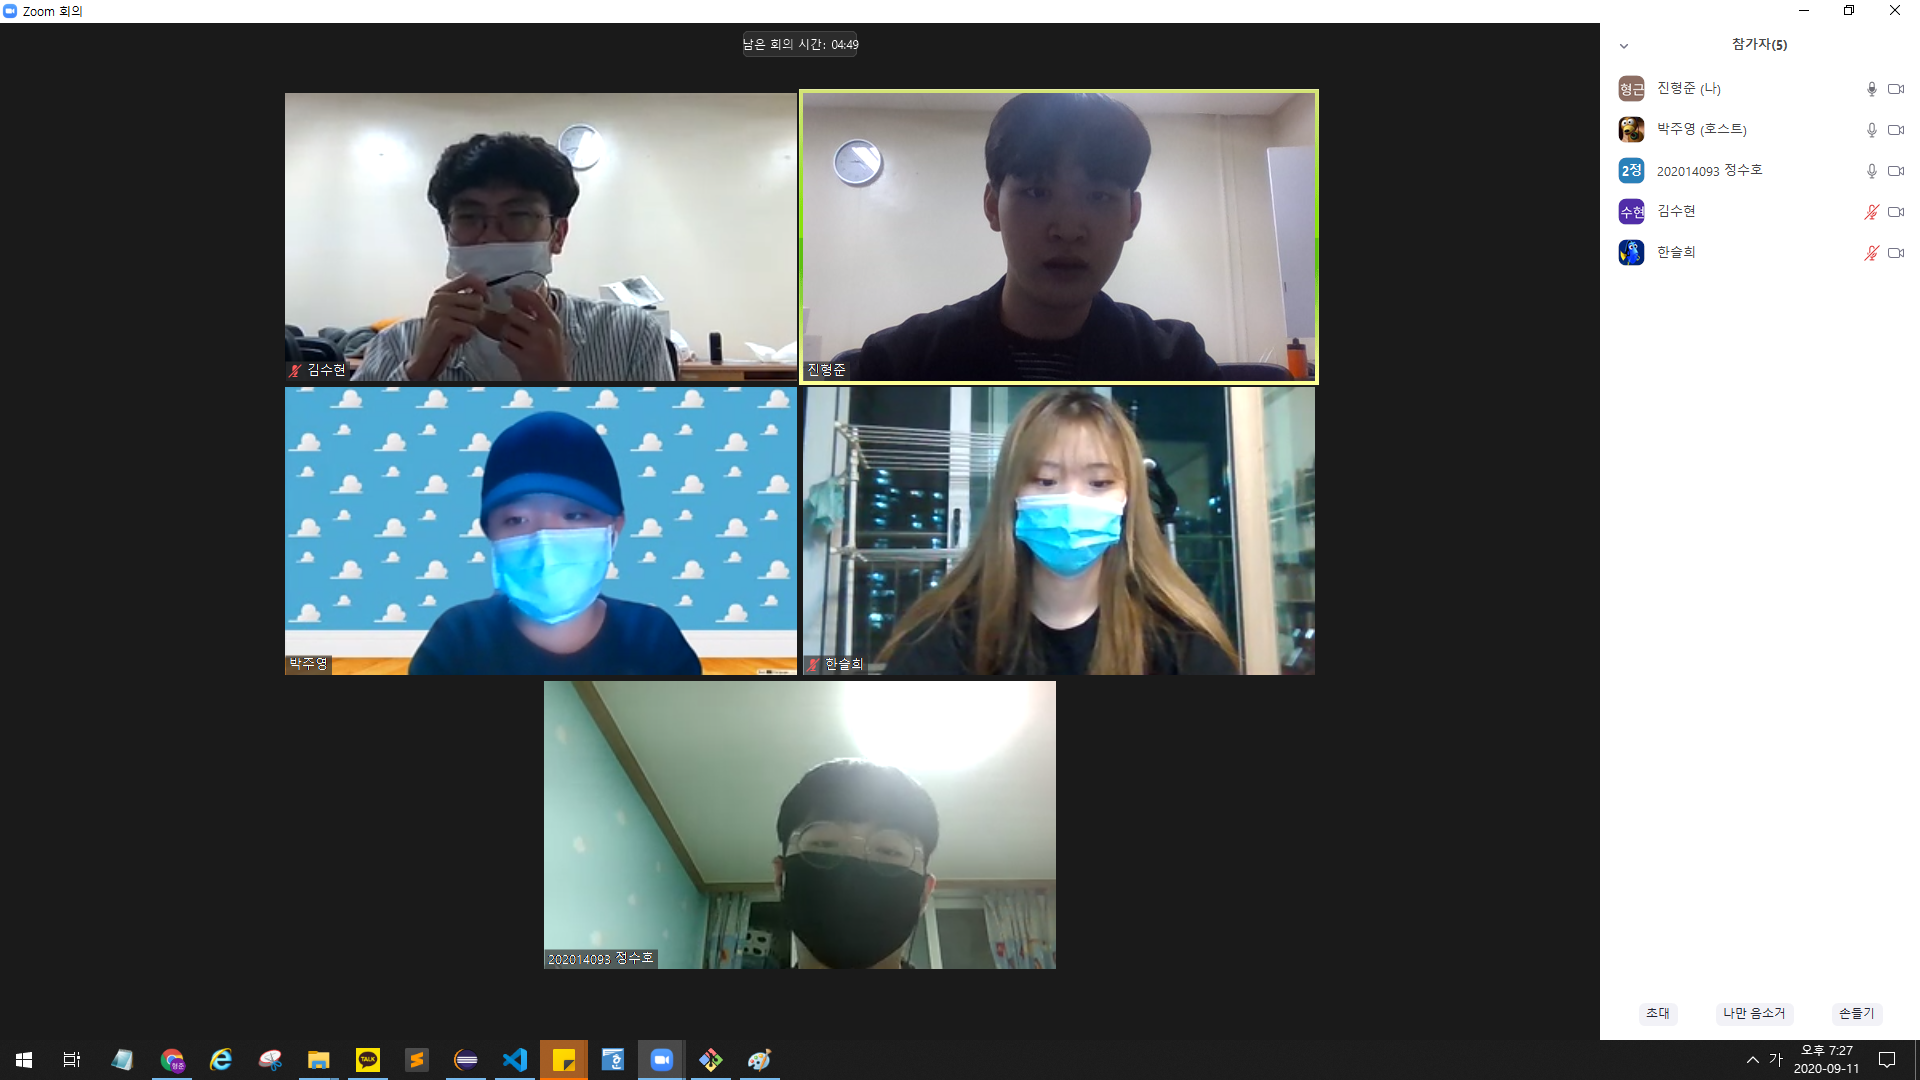 Zoom 회의
남은 회의 시간: 04:49
참가자(5)
형근 진형준 (나)
박주영 (호스트)
2정 202014093 정수호
수현 김수현
한슬희
김수현
진형준
박주영
한슬희
202014093 정수호
초대
나만 음소거
손들기
TALK
가
오후 7:27
2020-09-11